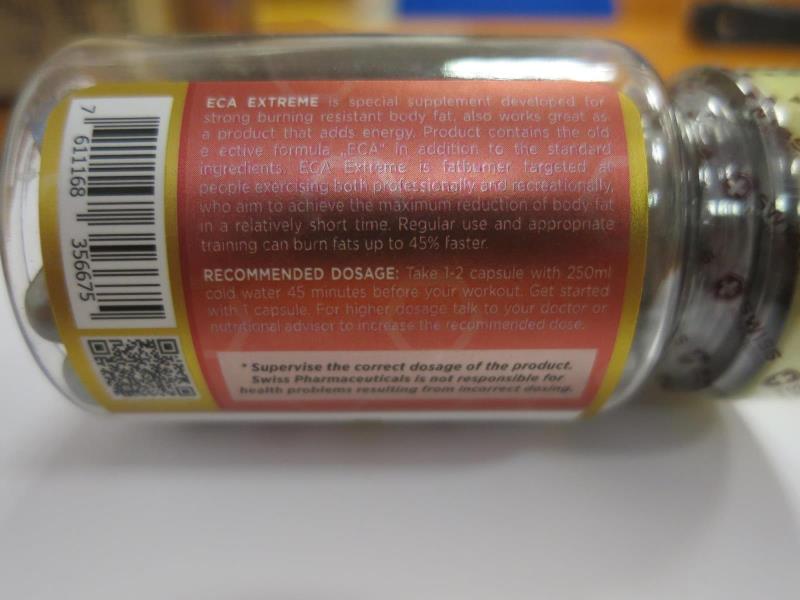 ECA EXTREME is special supplement developed for
strong burning resistant body fat, also works great as
a product that adds energy. Product contains the old
e ective formula „ECA" in addition to the standard
ingredients. ECA Extreme is fatburner targeted at
people exercising both professionally and recreationally,
who aim to achieve the maximum reduction of body fat
in a relatively short time. Regular use and appropriate
training can burn fats up to 45% faster.
RECOMMENDED DOSAGE: Take 1-2 capsule with 250ml
cold water 45 minutes before your workout. Get started
with 1 capsule. For higher dosage talk to your doctor or
nutritional advisor to increase the recommended dose.
* Supervise the correct dosage of the product.
Swiss Pharmaceuticals is not responsible for
health problems resulting from incorrect dosing.
7 611168 356675
SWISS